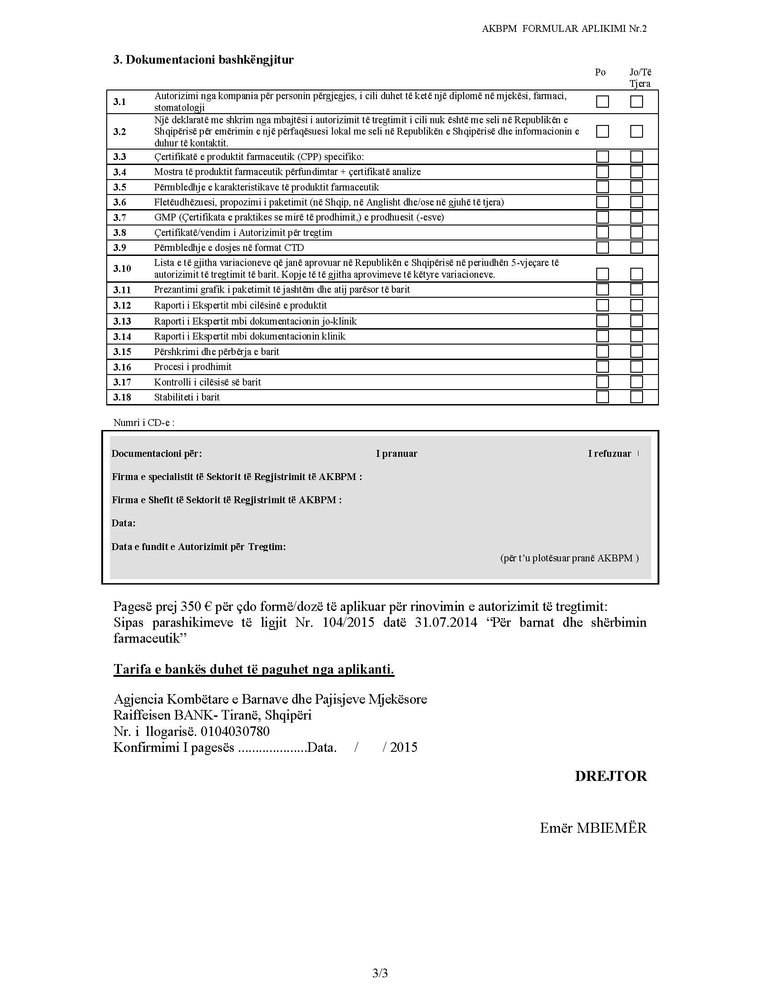 AKBPM  FORMULAR APLIKIMI Nr.2
3. Dokumentacioni bashkëngjitur
Po
Jo/Të
Tjera
3.1 Autorizimi nga kompania për personin përgjegjes, i cili duhet të ketë një diplomë në mjekësi, farmaci,
stomatologji
3.2 Një deklaratë me shkrim nga mbajtësi i autorizimit të tregtimit i cili nuk është me seli në Republikën e
Shqipërisë për emërimin e një përfaqësuesi lokal me seli në Republikën e Shqipërisë dhe informacionin e
duhur të kontaktit.
3.3 Çertifikatë e produktit farmaceutik (CPP) specifiko:
3.4 Mostra të produktit farmaceutik përfundimtar + çertifikatë analize
3.5 Përmbledhje e karakteristikave të produktit farmaceutik
3.6 Fletëudhëzuesi, propozimi i paketimit (në Shqip, në Anglisht dhe/ose në gjuhë të tjera)
3.7 GMP (Çertifikata e praktikes se mirë të prodhimit,) e prodhuesit (-esve)
3.8 Çertifikatë/vendim i Autorizimit për tregtim
3.9 Përmbledhje e dosjes në format CTD
3.10 Lista e të gjitha variacioneve që janë aprovuar në Republikën e Shqipërisë në periudhën 5-vjeçare të
autorizimit të tregtimit të barit. Kopje të të gjitha aprovimeve të këtyre variacioneve.
3.11 Prezantimi grafik i paketimit të jashtëm dhe atij parësor të barit
3.12 Raporti i Ekspertit mbi cilësinë e produktit
3.13 Raporti i Ekspertit mbi dokumentacionin jo-klinik
3.14 Raporti i Ekspertit mbi dokumentacionin klinik
3.15 Përshkrimi dhe përbërja e barit
3.16 Procesi i prodhimit
3.17 Kontrolli i cilësisë së barit
3.18 Stabiliteti i barit
Numri i CD-e :
Documentacioni për: I pranuar I refuzuar
Firma e specialistit të Sektorit të Regjistrimit të AKBPM :
Firma e Shefit të Sektorit të Regjistrimit të AKBPM :
Data:
Data e fundit e Autorizimit për Tregtim:
(për t’u plotësuar pranë AKBPM )
Pagesë prej 350 € për çdo formë/dozë të aplikuar për rinovimin e autorizimit të tregtimit:
Sipas parashikimeve të ligjit Nr. 104/2015 datë 31.07.2014 “Për barnat dhe shërbimin
farmaceutik”
Tarifa e bankës duhet të paguhet nga aplikanti.
Agjencia Kombëtare e Barnave dhe Pajisjeve Mjekësore
Raiffeisen BANK- Tiranë, Shqipëri
Nr. i  llogarisë. 0104030780
Konfirmimi I pagesës ....................Data. / / 2015
DREJTOR
Emër MBIEMËR
3/3